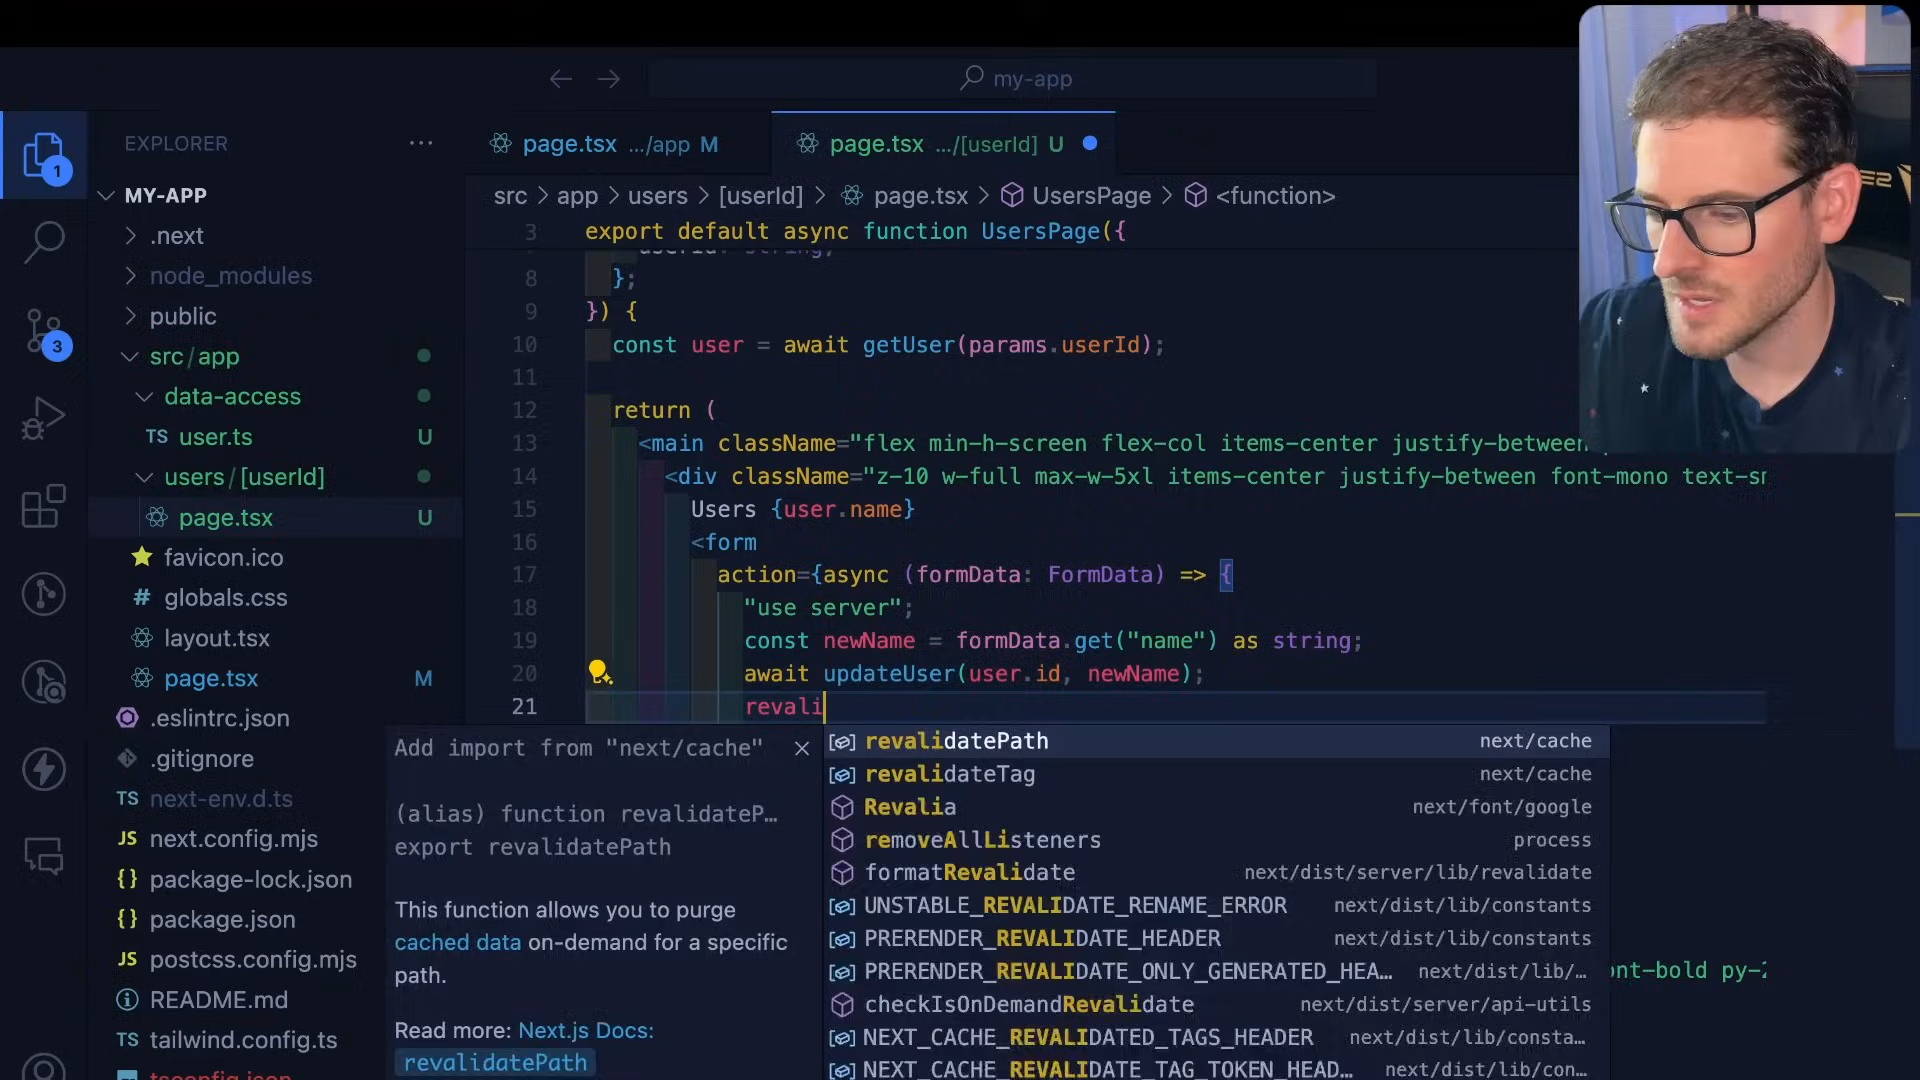 my-app
EXPLORER
page.tsx .../app M
page.tsx .../[userId] U
1
MY-APP
src > app > users > [userId] > page.tsx > UsersPage > <function>
.next
3 export default async function UsersPage({
node_modules
8 };
public
9 }) {
3
10 const user = await getUser(params.userId);
src/app
11
data-access
12 return (
TS user.ts U
13 <main className="flex min-h-screen flex-col items-center justify-between
users/[userId]
14 <div className="z-10 w-full max-w-5xl items-center justify-between font-mono text-sm
page.tsx U
15 Users {user.name}
favicon.ico
16 <form
17 action={async (formData: FormData) => {
# globals.css
18 "use server";
layout.tsx
19 const newName = formData.get("name") as string;
page.tsx M
20 await updateUser(user.id, newName);
21 revali
.eslintrc.json
.gitignore
TS next-env.d.ts
JS next.config.mjs
{} package-lock.json
{} package.json
JS postcss.config.mjs
README.md
TS tailwind.config.ts
tsconfig.json
Add import from "next/cache"
(alias) function revalidateP…
export revalidatePath
This function allows you to purge
cached data on-demand for a specific
path.
Read more: Next.js Docs:
revalidatePath
revalidatePath next/cache
revalidateTag next/cache
Revalia next/font/google
removeAllListeners process
formatRevalidate next/dist/server/lib/revalidate
UNSTABLE_REVALIDATE_RENAME_ERROR next/dist/lib/constants
PRERENDER_REVALIDATE_HEADER next/dist/lib/constants
PRERENDER_REVALIDATE_ONLY_GENERATED_HEA… next/dist/lib/…
checkIsOnDemandRevalidate next/dist/server/api-utils
NEXT_CACHE_REVALIDATED_TAGS_HEADER next/dist/lib/consta…
NEXT_CACHE_REVALIDATE_TAG_TOKEN_HEAD… next/dist/lib/con…
font-bold py-2